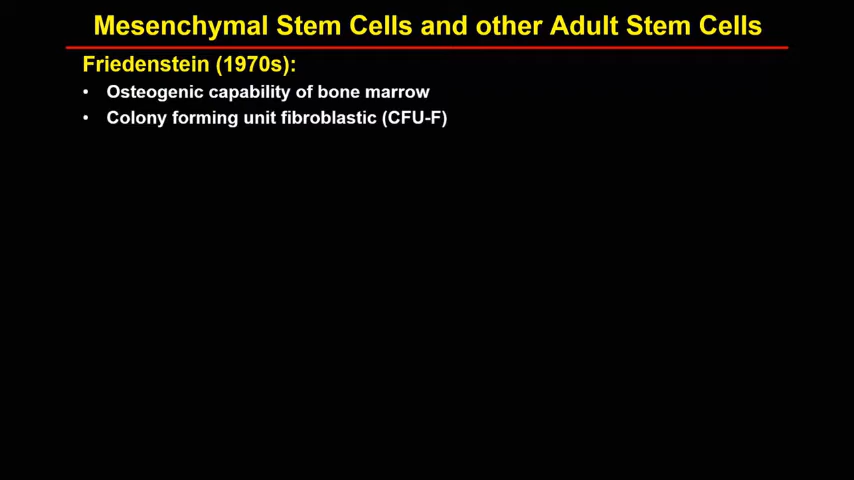 Mesenchymal Stem Cells and other Adult Stem Cells
Friedenstein (1970s):
• Osteogenic capability of bone marrow
• Colony forming unit fibroblastic (CFU-F)